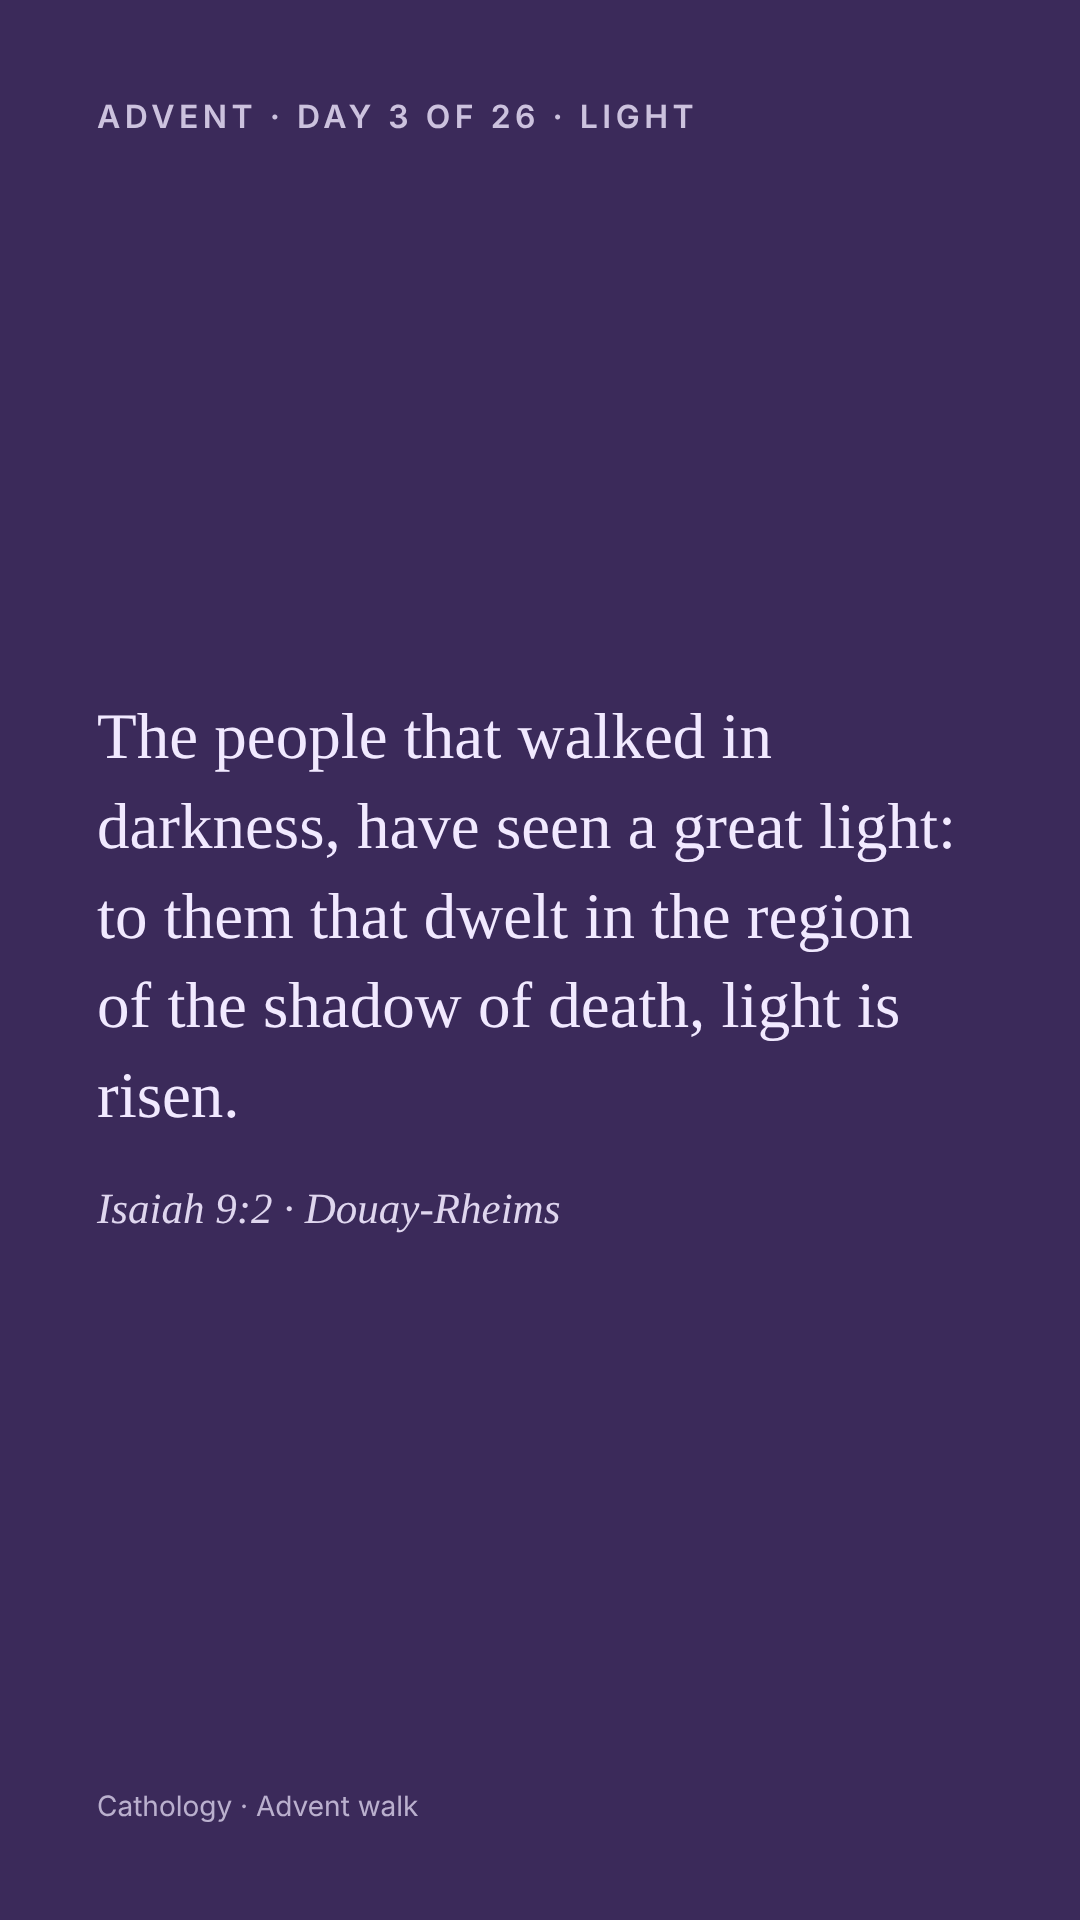 ADVENT · DAY 3 OF 26 · LIGHT
The people that walked in
darkness, have seen a great light:
to them that dwelt in the region
of the shadow of death, light is
risen.
Isaiah 9:2 · Douay-Rheims
Cathology · Advent walk